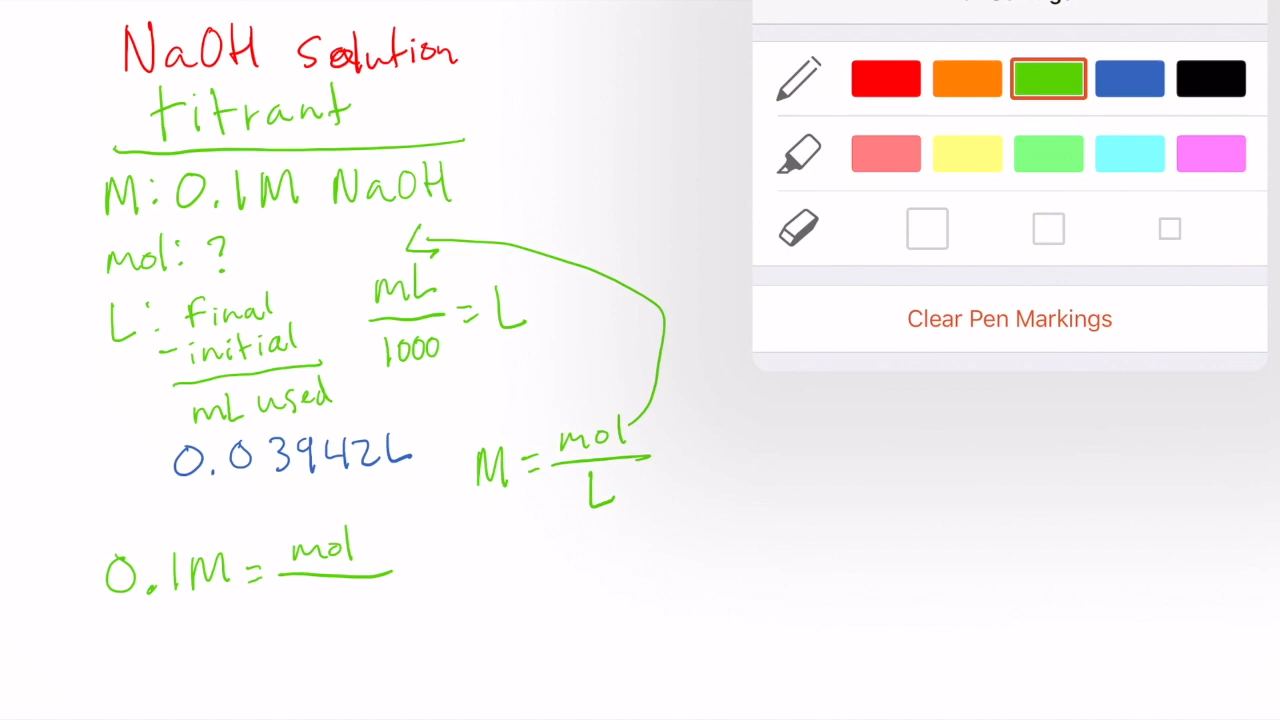 NaOH solution
titrant
M: 0.1M NaOH
mol: ?
L: final
- initial
mL used
0.03942L
mL
1000
= L
M = mol
L
0.1M = mol
Clear Pen Markings